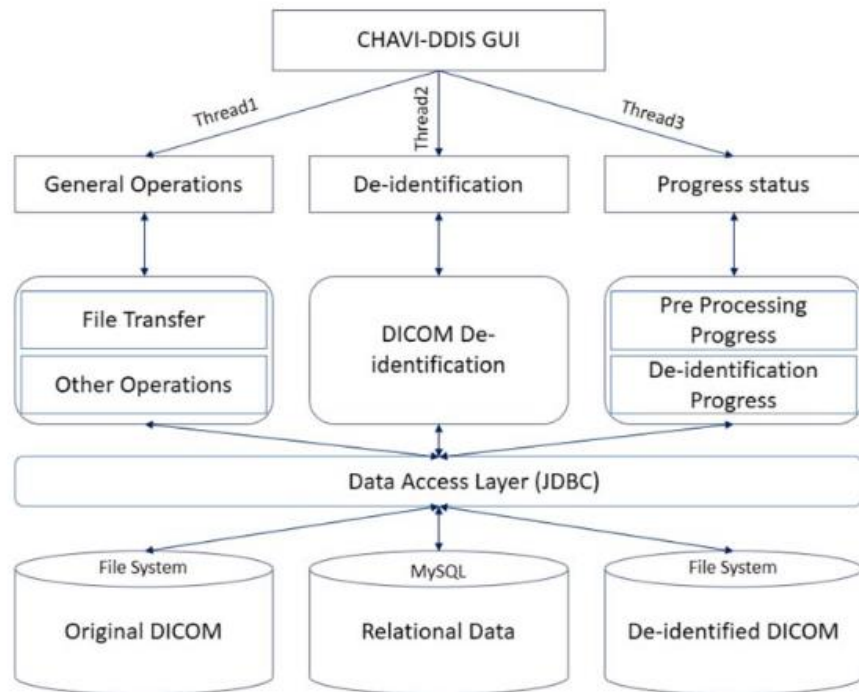 CHAVI-DDIS GUI
Thread1
Thread2
Thread3
General Operations
De-identification
Progress status
File Transfer
Other Operations
DICOM De-
identification
Pre Processing
Progress
De-identification
Progress
Data Access Layer (JDBC)
File System
MySQL
File System
Original DICOM
Relational Data
De-identified DICOM